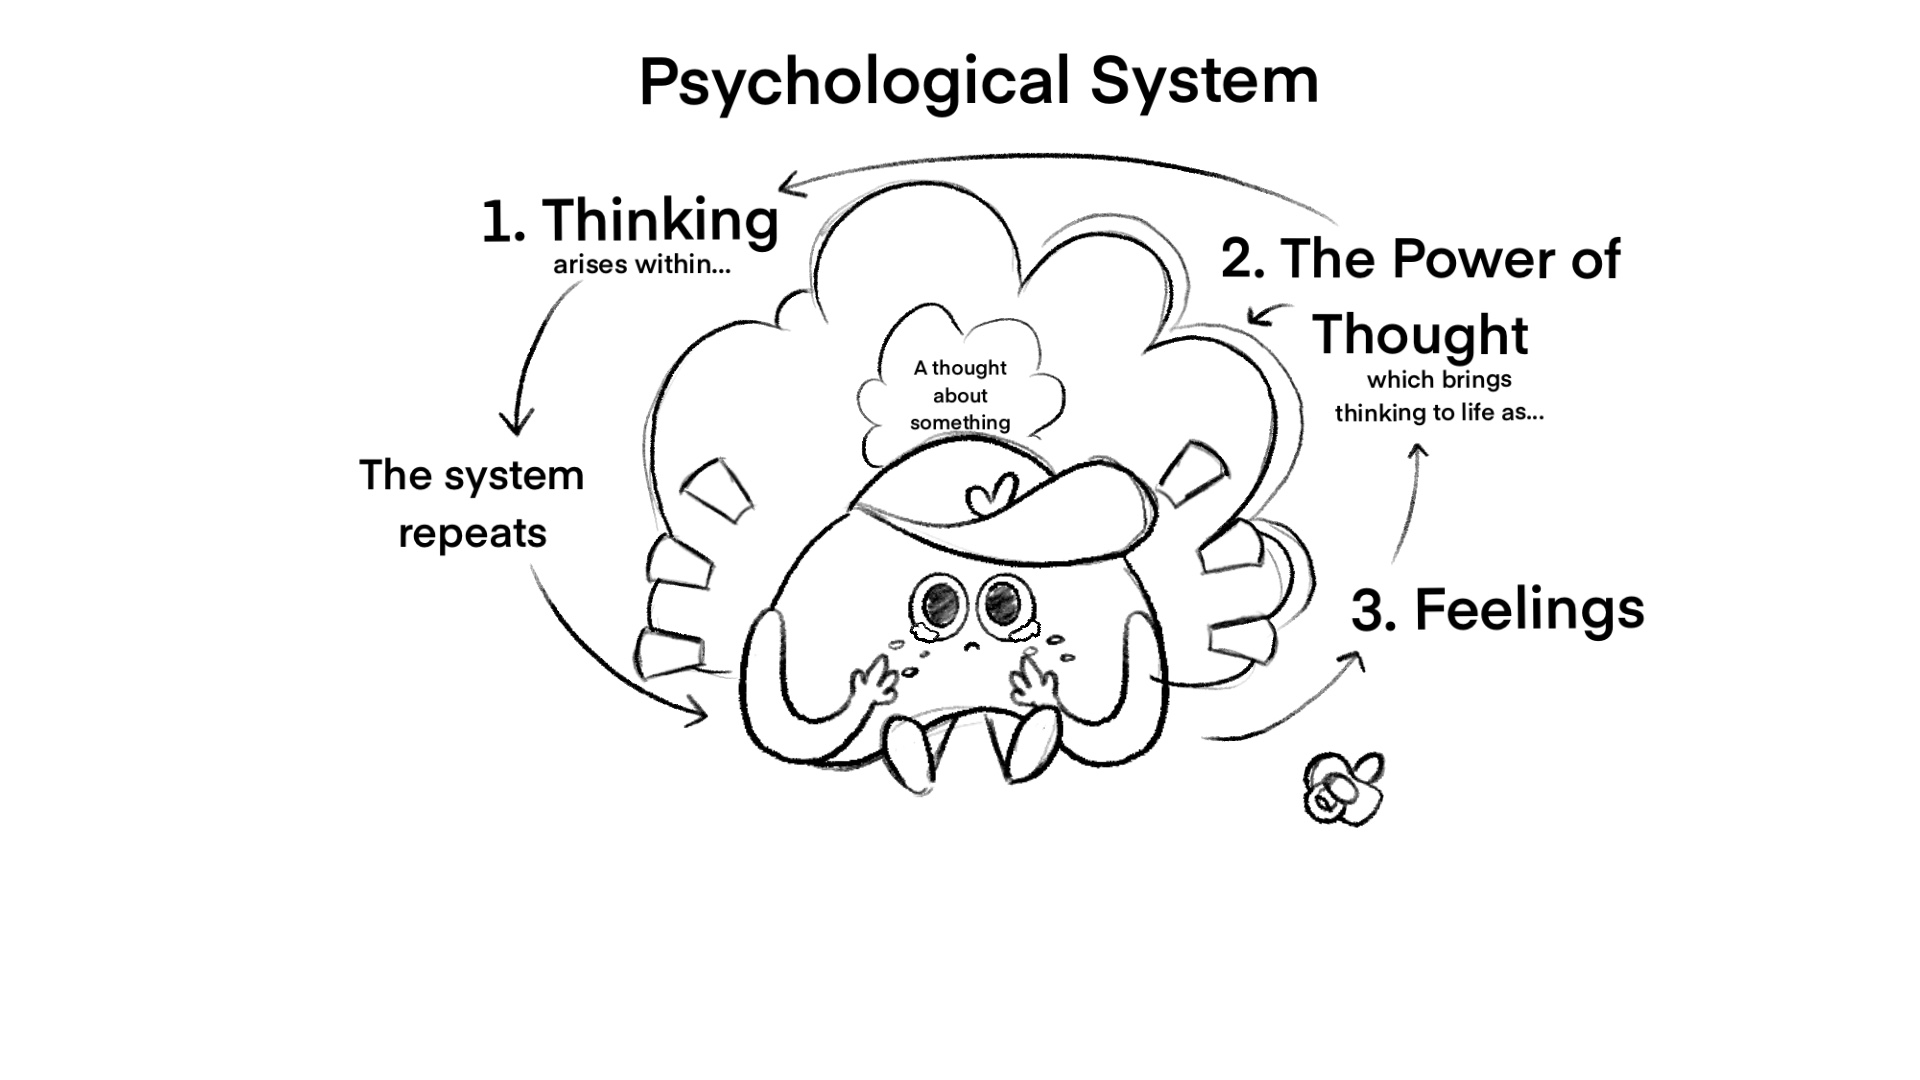 Psychological System
1. Thinking
arises within...
2. The Power of
Thought
which brings
thinking to life as...
A thought
about
something
The system
repeats
3. Feelings